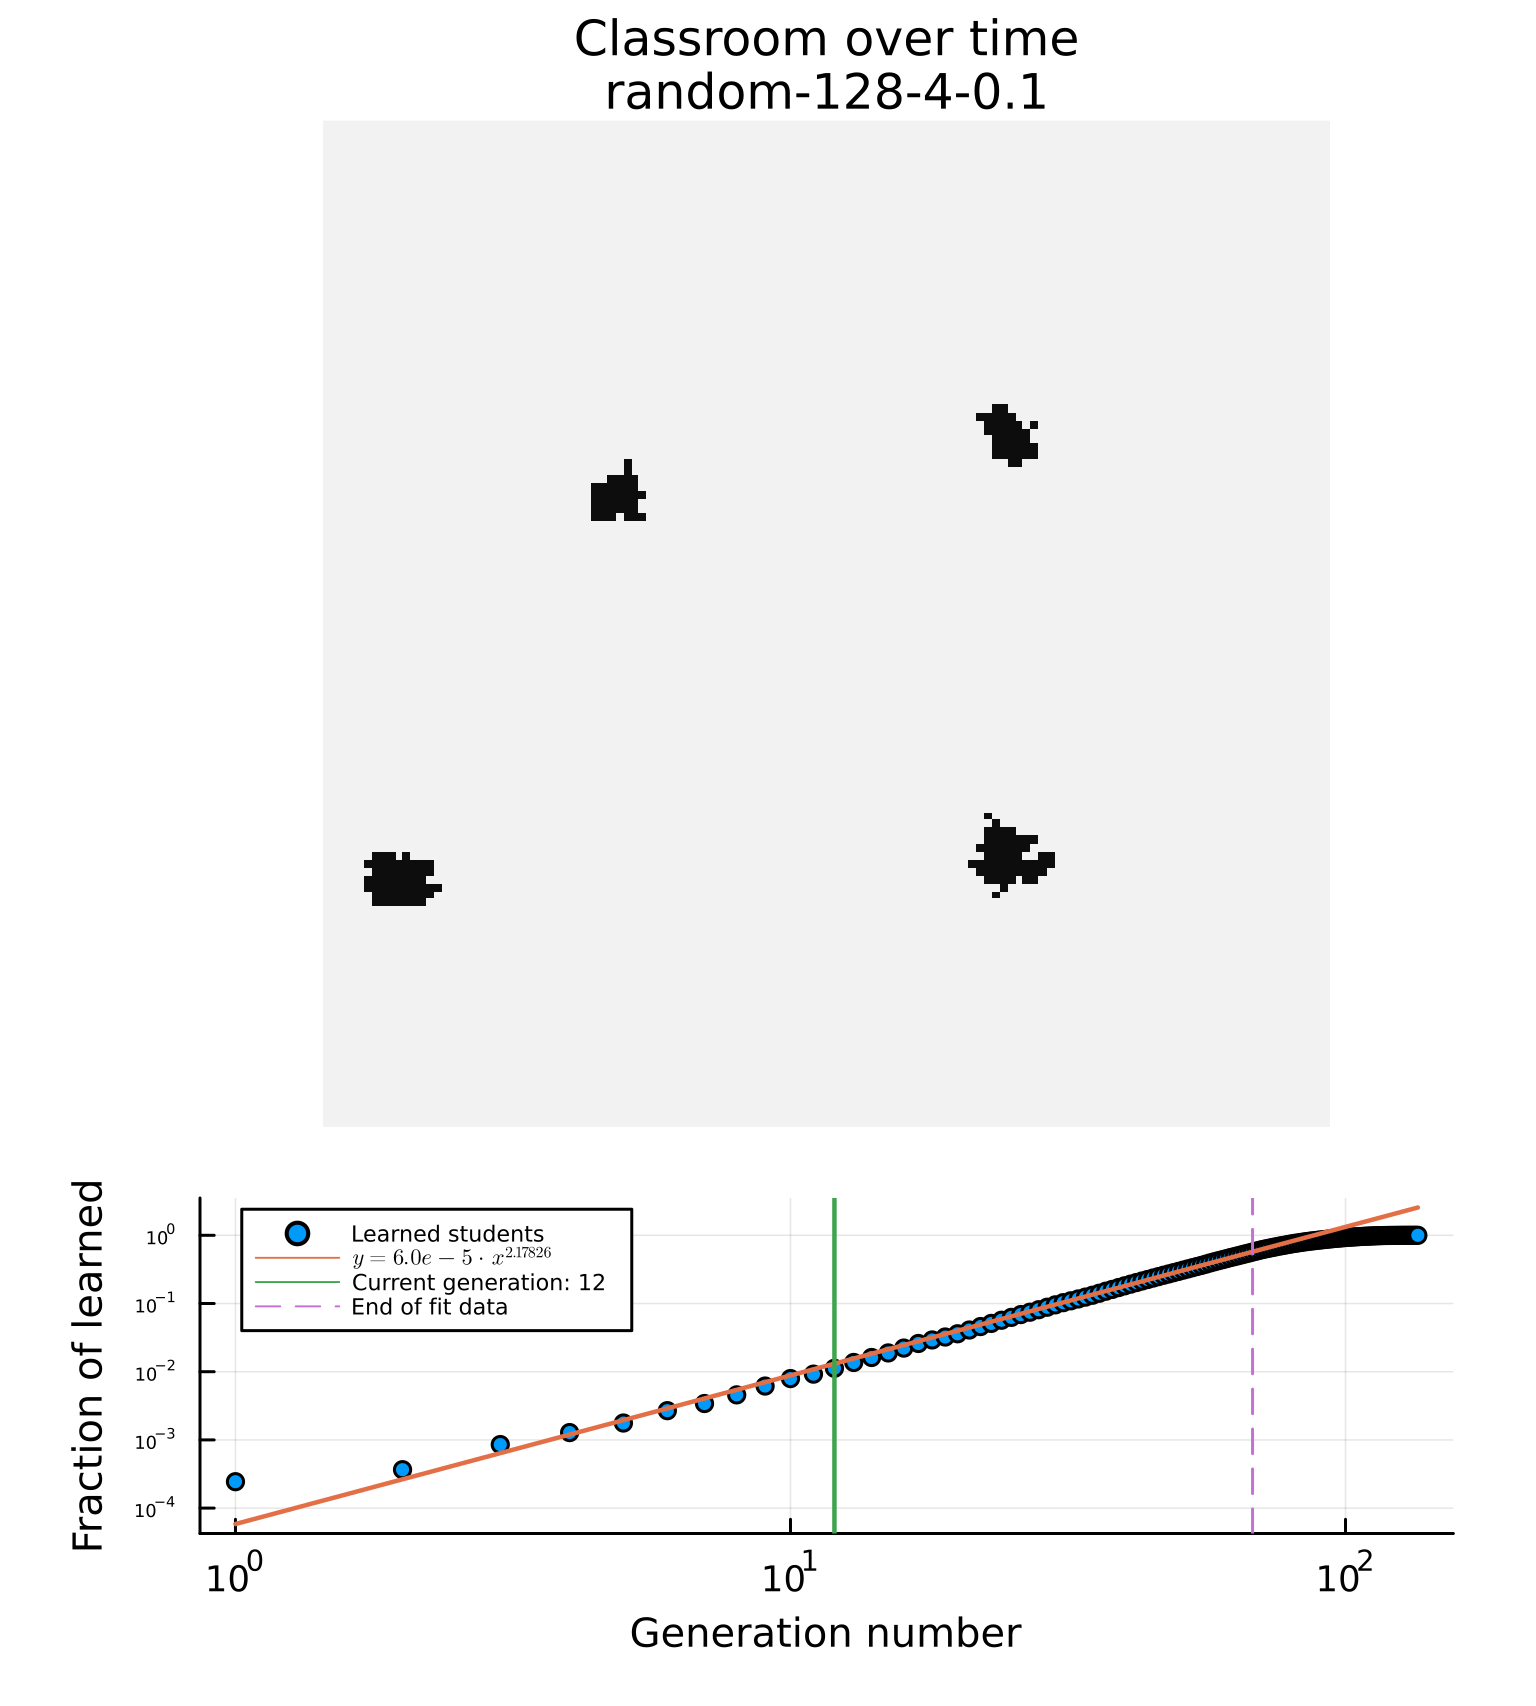 Classroom over time
random-128-4-0.1
Fraction of learned
10^0
10^-1
10^-2
10^-3
10^-4
Learned students
y = 6.0e - 5 · x^2.17826
Current generation: 12
End of fit data
10^0 10^1 10^2
Generation number